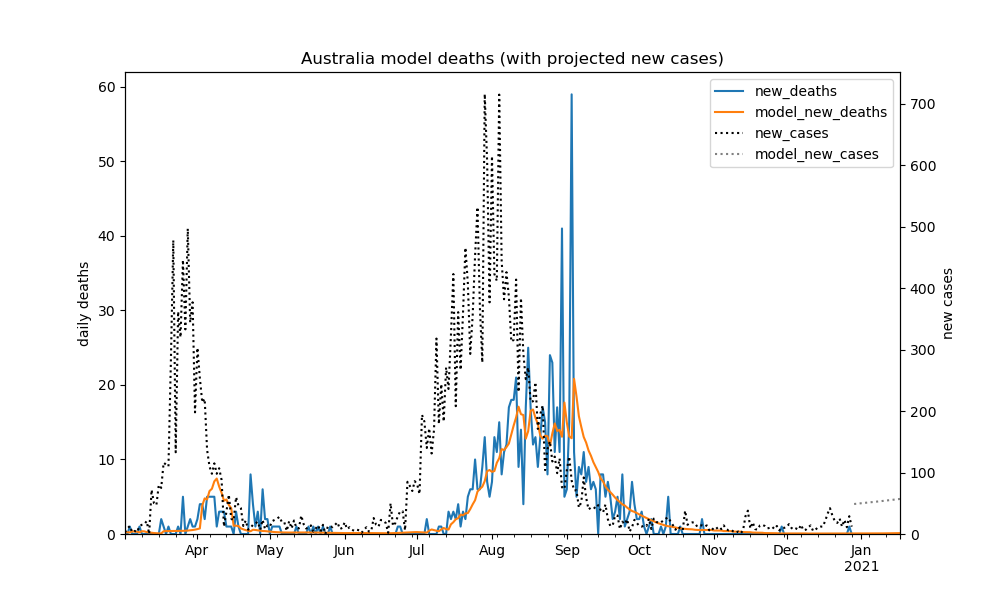 Australia model deaths (with projected new cases)
new_deaths
model_new_deaths
new_cases
model_new_cases
daily deaths
new cases
60
50
40
30
20
10
0
700
600
500
400
300
200
100
0
Apr May Jun Jul Aug Sep Oct Nov Dec Jan
2021